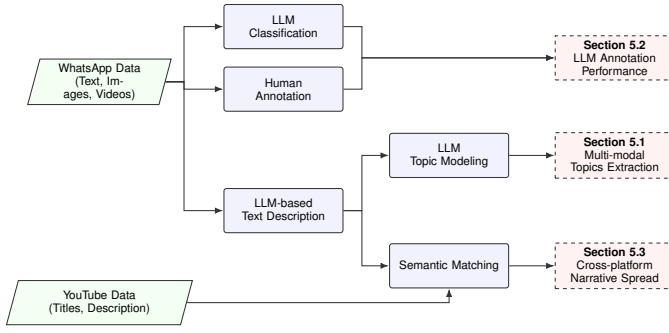 LLM
Classification
Section 5.2
LLM Annotation
Performance
WhatsApp Data
(Text, Im-
ages, Videos)
Human
Annotation
LLM
Topic Modeling
Section 5.1
Multi-modal
Topics Extraction
LLM-based
Text Description
Semantic Matching
Section 5.3
Cross-platform
Narrative Spread
YouTube Data
(Titles, Description)